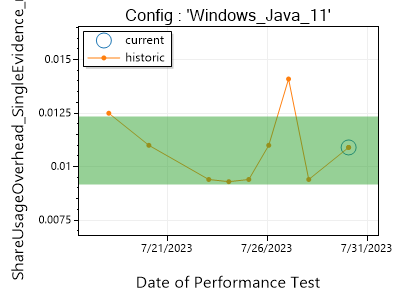 Config : 'Windows_Java_11'
current
historic
ShareUsageOverhead_SingleEvidence_
0.015
0.0125
0.01
0.0075
7/21/2023
7/26/2023
7/31/2023
Date of Performance Test